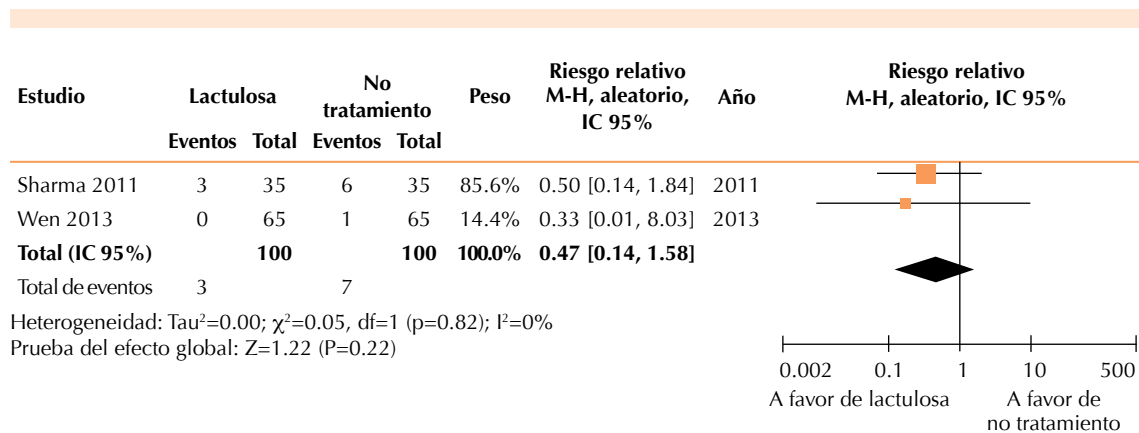 Estudio Lactulosa No tratamiento Peso Riesgo relativo M-H, aleatorio, IC 95% Año Riesgo relativo M-H, aleatorio, IC 95%
Eventos Total Eventos Total
Sharma 2011 3 35 6 35 85.6% 0.50 [0.14, 1.84] 2011
Wen 2013 0 65 1 65 14.4% 0.33 [0.01, 8.03] 2013
Total (IC 95%) 100 100 100.0% 0.47 [0.14, 1.58]
Total de eventos 3 7
Heterogeneidad: Tau²=0.00; χ²=0.05, df=1 (p=0.82); I²=0%
Prueba del efecto global: Z=1.22 (P=0.22)
0.002 0.1 1 10 500
A favor de lactulosa A favor de
no tratamiento